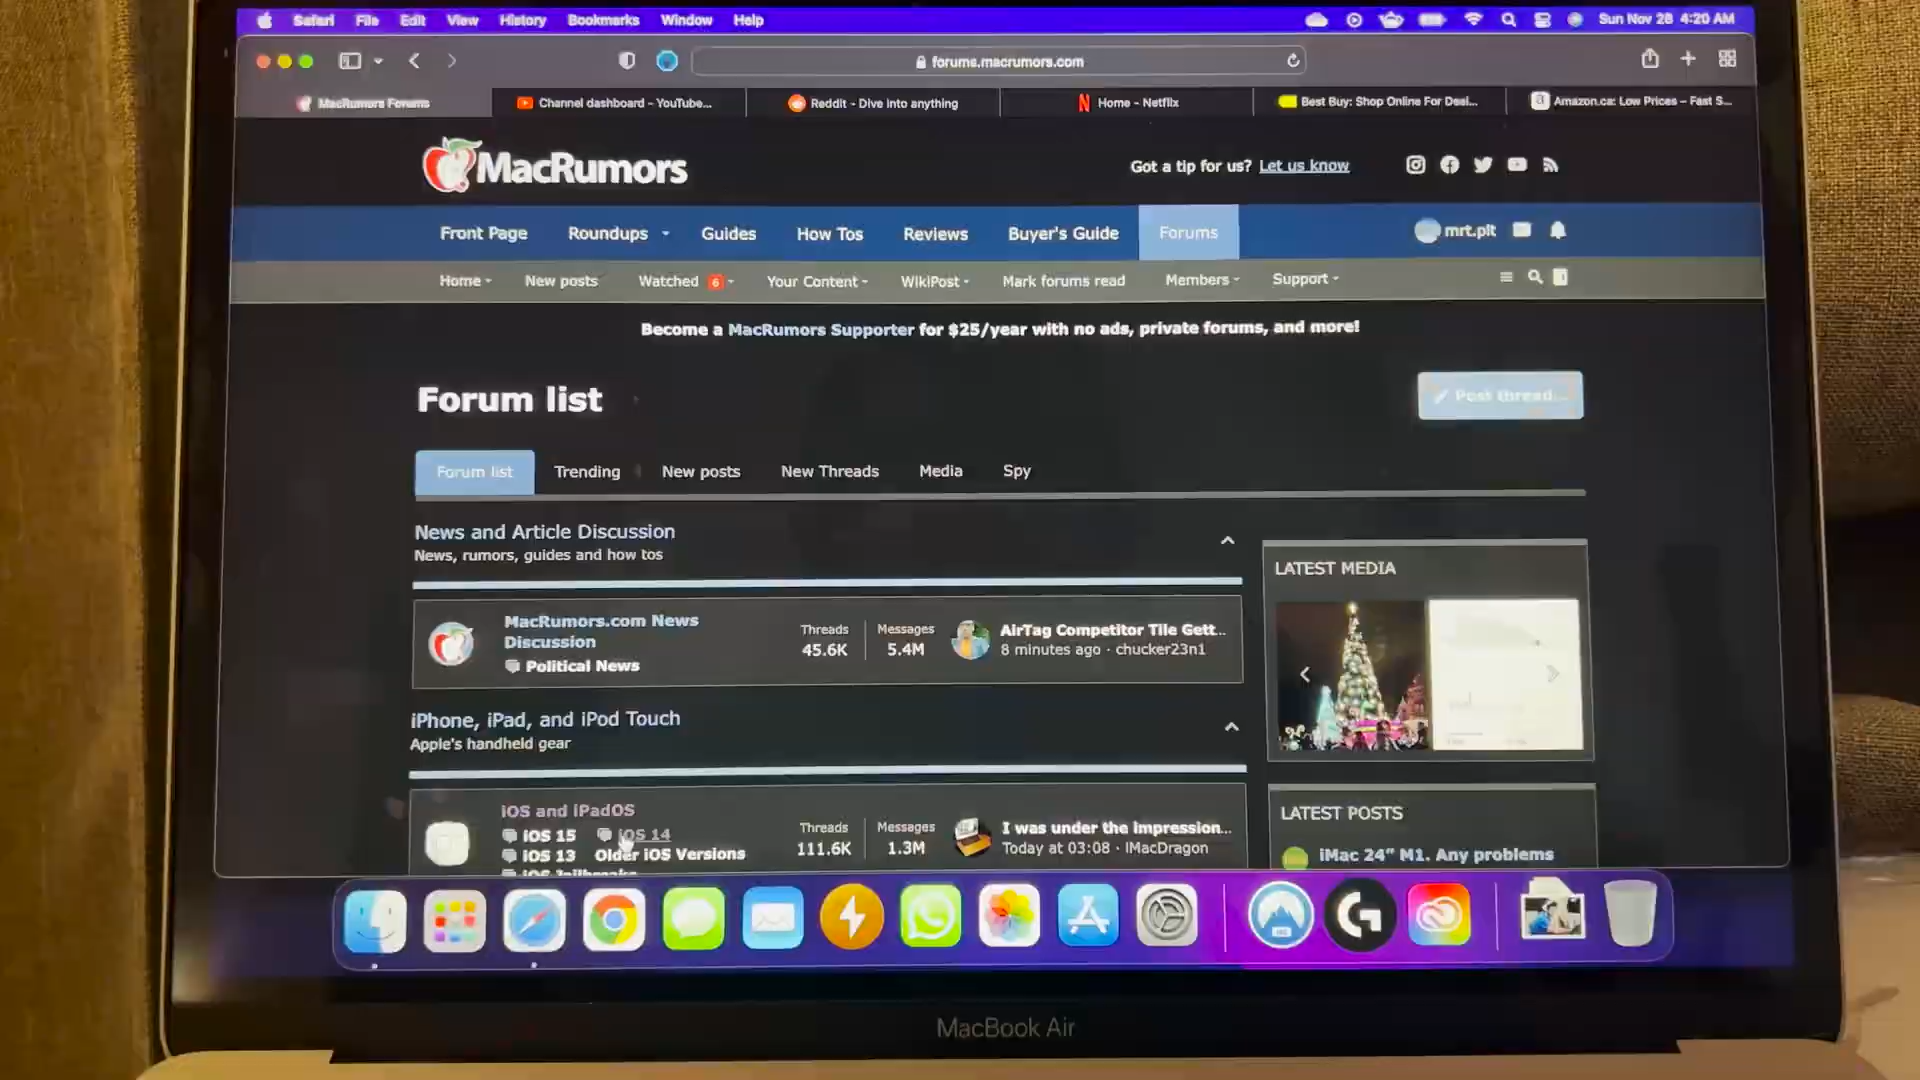 Safari File Edit View History Bookmarks Window Help Sun Nov 28 4:20 AM
forums.macrumors.com
MacRumors Forums Channel dashboard - YouTube... Reddit - Dive into anything Home - Netflix Best Buy: Shop Online For Deal... Amazon.ca: Low Prices – Fast S...
MacRumors Got a tip for us? Let us know
Front Page Roundups Guides How Tos Reviews Buyer's Guide Forums mrt.plt
Home New posts Watched 6 Your Content WikiPost Mark forums read Members Support
Become a MacRumors Supporter for $25/year with no ads, private forums, and more!
Forum list Post thread...
Forum list Trending New posts New Threads Media Spy
News and Article Discussion
News, rumors, guides and how tos
MacRumors.com News
Discussion
Political News
Threads
45.6K
Messages
5.4M
AirTag Competitor Tile Gett...
8 minutes ago · chucker23n1
LATEST MEDIA
iPhone, iPad, and iPod Touch
Apple's handheld gear
iOS and iPadOS
iOS 15 iOS 14
iOS 13 Older iOS Versions
iOS Jailbreaks
Threads
111.6K
Messages
1.3M
I was under the impression...
Today at 03:08 · iMacDragon
LATEST POSTS
iMac 24" M1. Any problems
MacBook Air